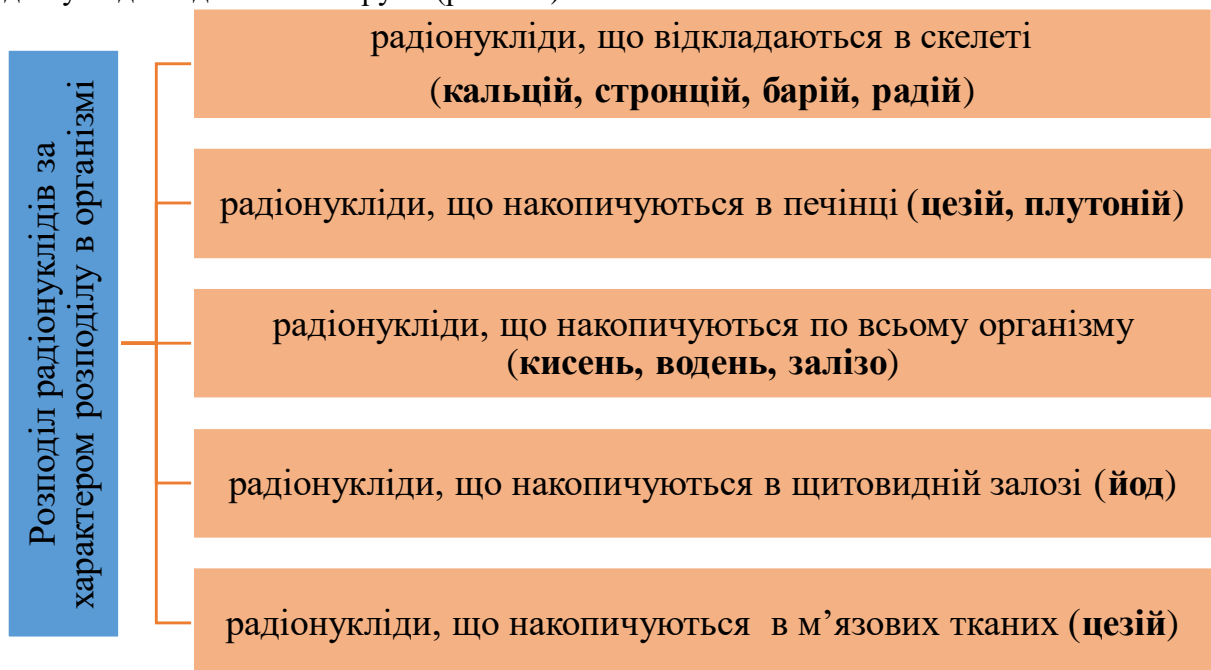 Розподіл радіонуклідів за
характером розподілу в організмі
радіонукліди, що відкладаються в скелеті
(кальцій, стронцій, барій, радій)
радіонукліди, що накопичуються в печінці (цезій, плутоній)
радіонукліди, що накопичуються по всьому організму
(кисень, водень, залізо)
радіонукліди, що накопичуються в щитовидній залозі (йод)
радіонукліди, що накопичуються в м’язових тканих (цезій)